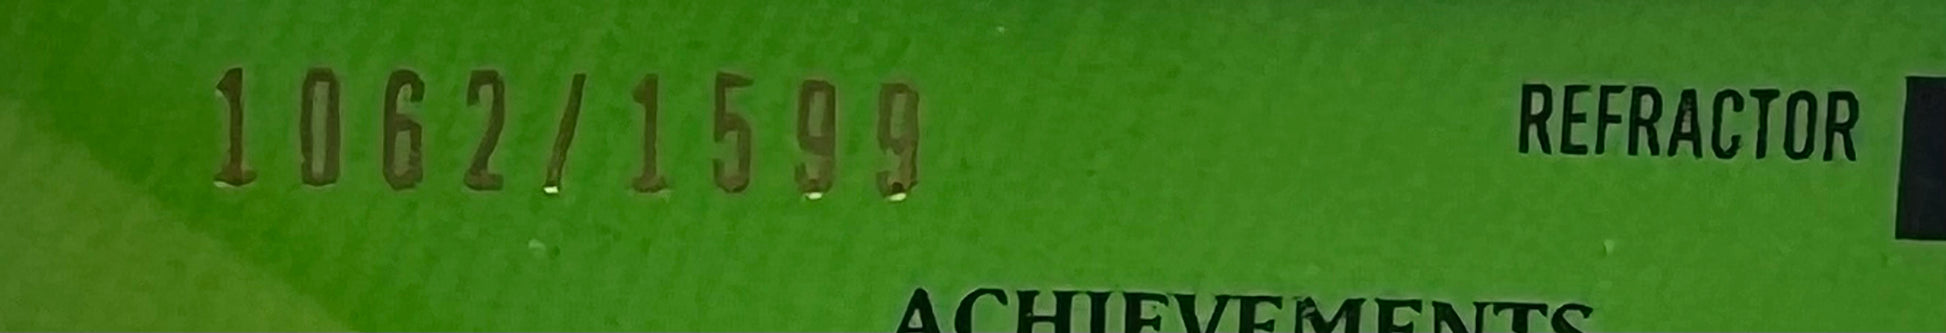 1062/1599
REFRACTOR
ACHIEVEMENTS